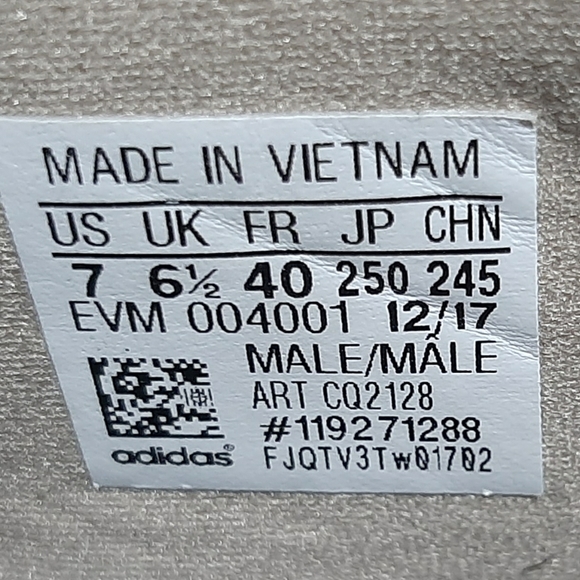 MADE IN VIETNAM
US UK FR JP CHN
7 6½ 40 250 245
EVM 004001 12/17
MALE/MÂLE
ART CQ2128
#119271288
adidas® FJQTV3Tw01702